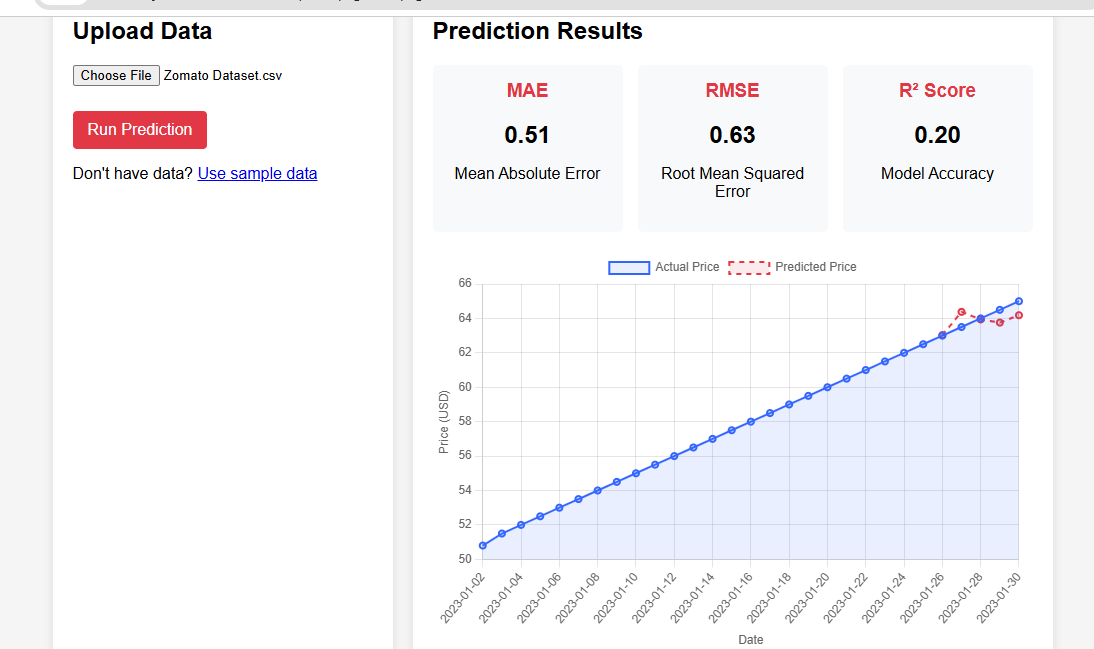 Upload Data
Choose File Zomato Dataset.csv
Run Prediction
Don't have data? Use sample data
Prediction Results
MAE
0.51
Mean Absolute Error
RMSE
0.63
Root Mean Squared
Error
R² Score
0.20
Model Accuracy
Actual Price Predicted Price
66
64
62
60
58
56
54
52
50
Price (USD)
2023-01-02
2023-01-04
2023-01-06
2023-01-08
2023-01-10
2023-01-12
2023-01-14
2023-01-16
2023-01-18
2023-01-20
2023-01-22
2023-01-24
2023-01-26
2023-01-28
2023-01-30
Date